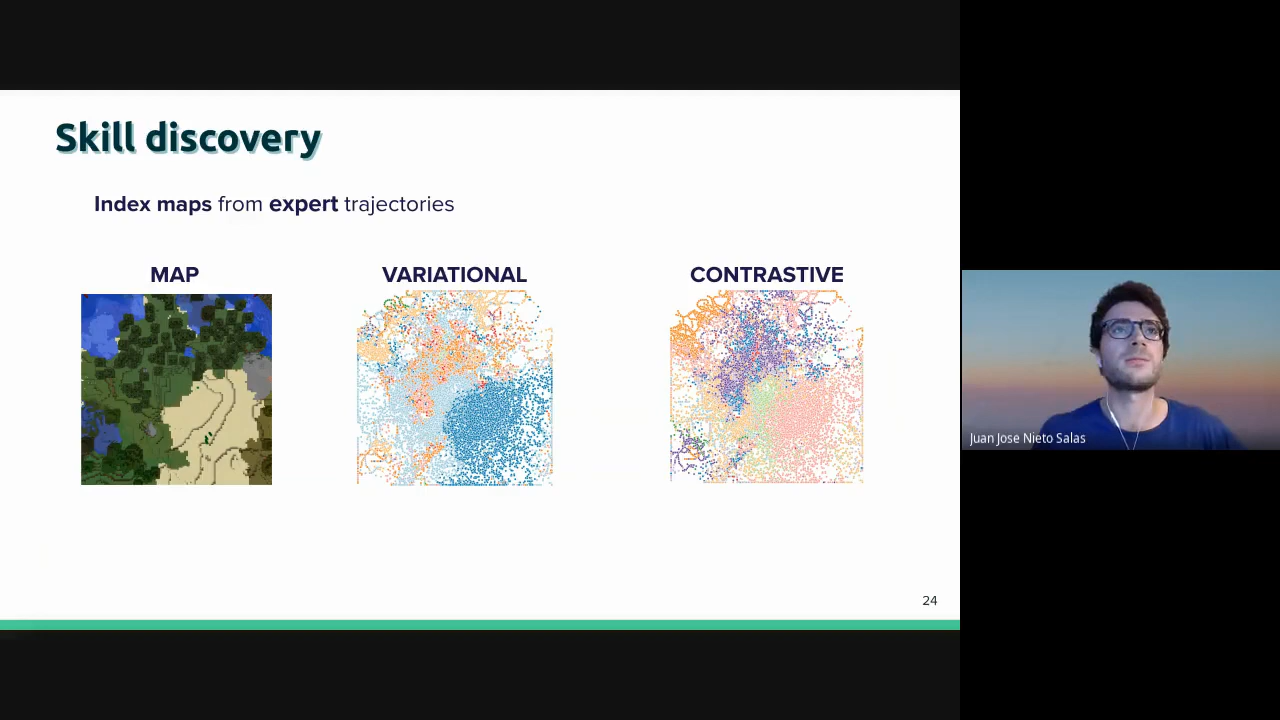 Skill discovery
Index maps from expert trajectories
MAP
VARIATIONAL
CONTRASTIVE
Juan Jose Nieto Salas
24